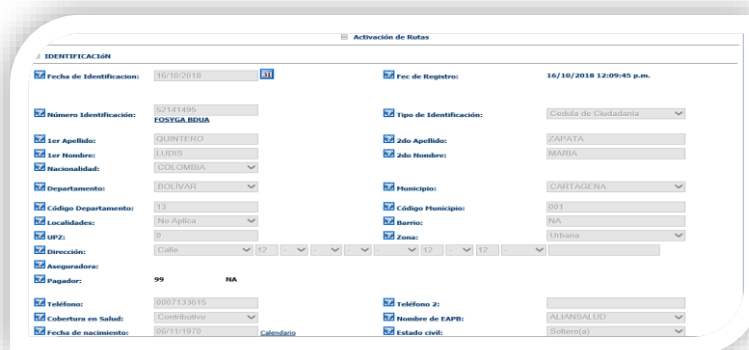 Activación de Rutas
IDENTIFICACIóN
Fecha de Identificacion: 16/10/2018 31 Fec de Registro: 16/10/2018 12:09:45 p.m.
Número Identificación: 52141495 Tipo de Identificación: Cedula de Ciudadania
FOSYGA BDUA
1er Apellido: QUINTERO 2do Apellido: ZAPATA
1er Nombre: LUDIS 2do Nombre: MARIA
Nacionalidad: COLOMBIA
Departamento: BOLÍVAR Municipio: CARTAGENA
Código Departamento: 13 Código Municipio: 001
Localidades: No Aplica Barrio: NA
UPZ: 0 Zona: Urbana
Dirección: Calle 12 - - - - 12 - 12 -
Aseguradora:
Pagador: 99 NA
Teléfono: 0087133615 Teléfono 2:
Cobertura en Salud: Contributivo Nombre de EAPB: ALIANSALUD
Fecha de nacimiento: 06/11/1970 Calendario Estado civil: Soltero(a)